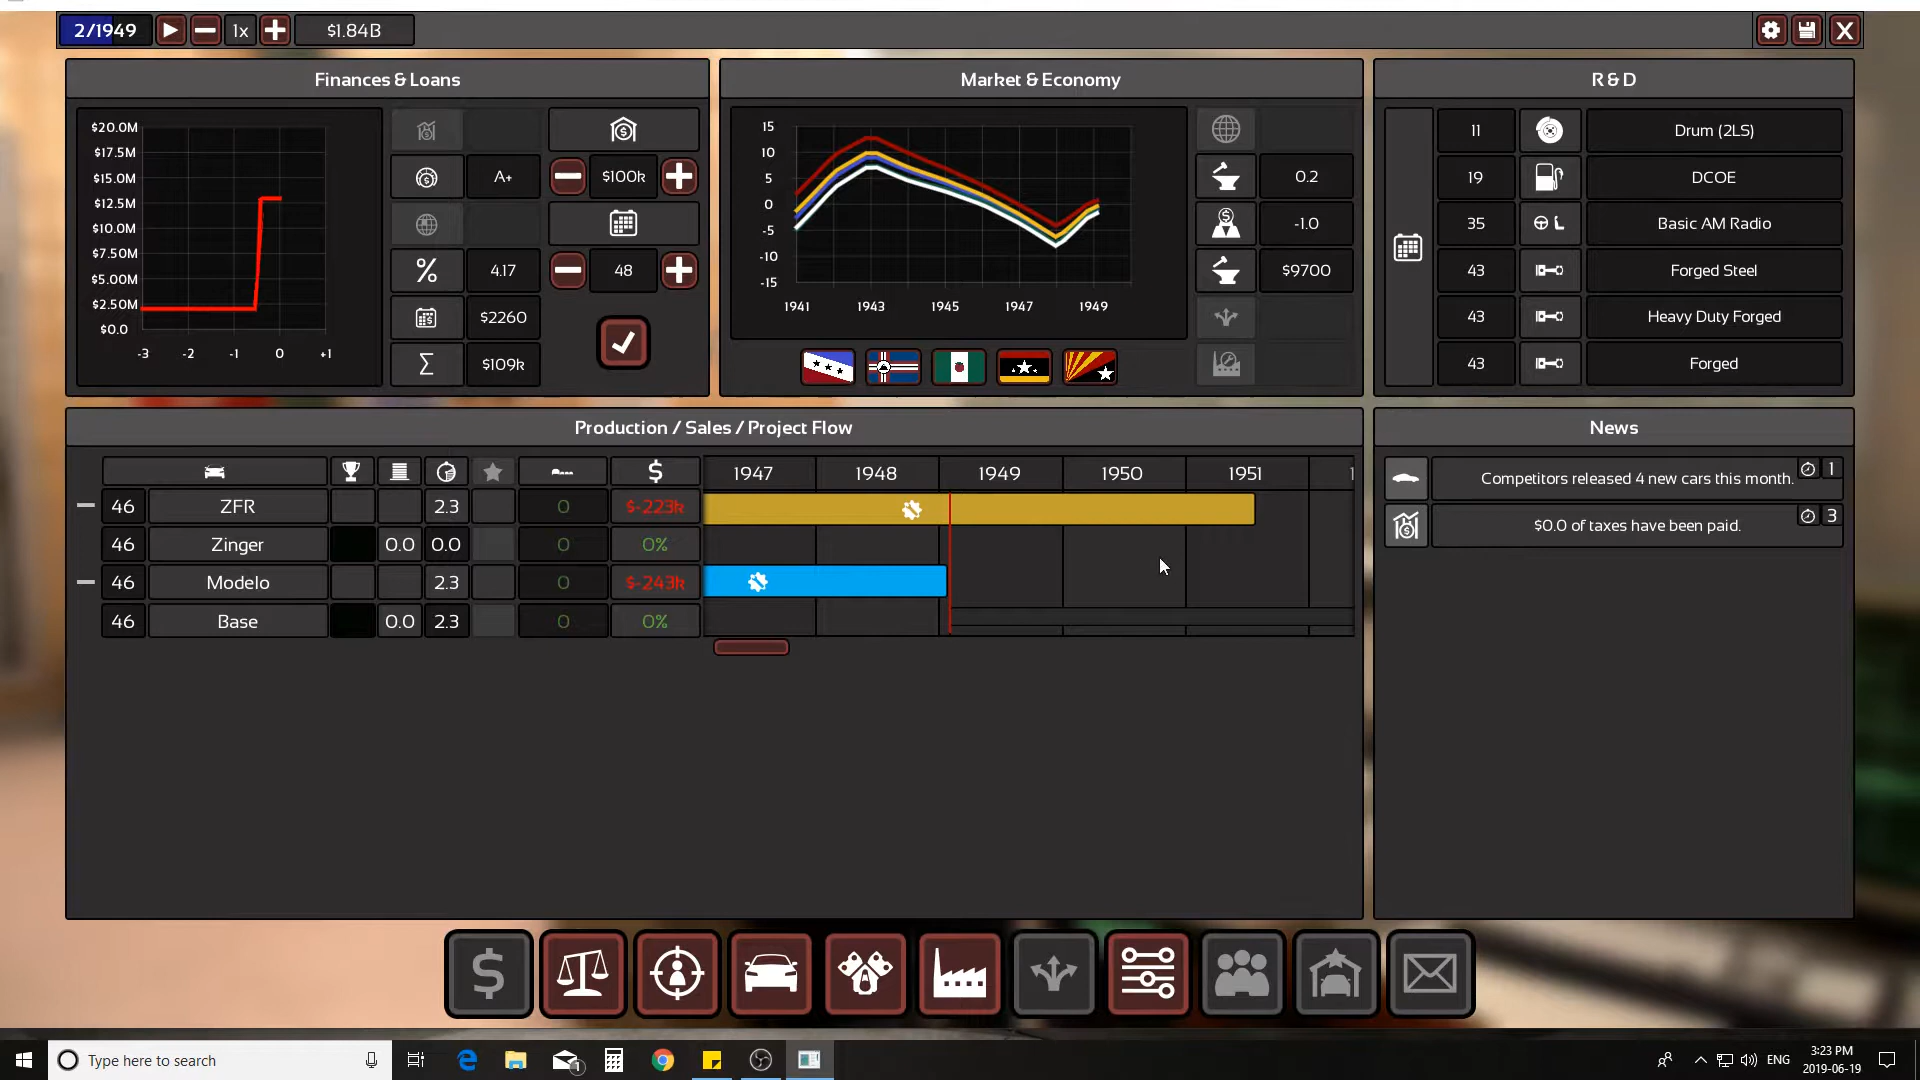 2/1949
1x
$1.84B
Finances & Loans
$20.0M
$17.5M
$15.0M
$12.5M
$10.0M
$7.50M
$5.00M
$2.50M
$0.0
-3 -2 -1 0 +1
A+
$100k
% 4.17
48
$2260
Σ $109k
Market & Economy
15
10
5
0
-5
-10
-15
1941 1943 1945 1947 1949
0.2
-1.0
$9700
R & D
11 Drum (2LS)
19 DCOE
35 Basic AM Radio
43 Forged Steel
43 Heavy Duty Forged
43 Forged
Production / Sales / Project Flow
$ 1947 1948 1949 1950 1951 1
46 ZFR 2.3 0 $-223k
46 Zinger 0.0 0.0 0 0%
46 Modelo 2.3 0 $-243k
46 Base 0.0 2.3 0 0%
News
Competitors released 4 new cars this month. 1
$0.0 of taxes have been paid. 3
Type here to search
1
ENG
3:23 PM
2019-06-19